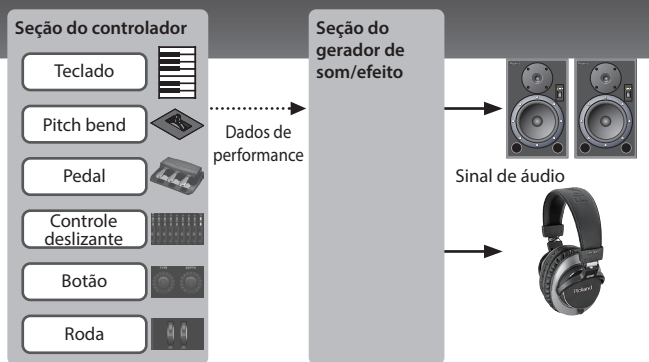 Seção do controlador
Teclado
Pitch bend
Pedal
Controle
deslizante
Botão
Roda
Dados de
performance
Seção do
gerador de
som/efeito
Sinal de áudio
Roland